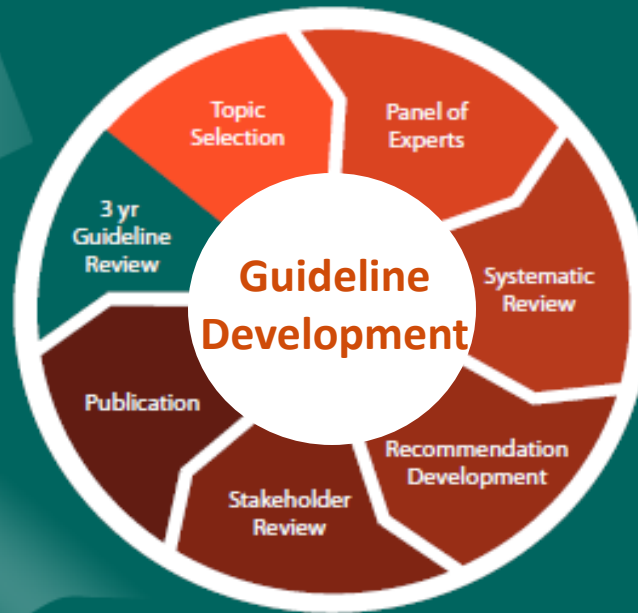 Topic
Selection
Panel of
Experts
Systematic
Review
Recommendation
Development
Stakeholder
Review
Publication
3 yr
Guideline
Review
Guideline
Development